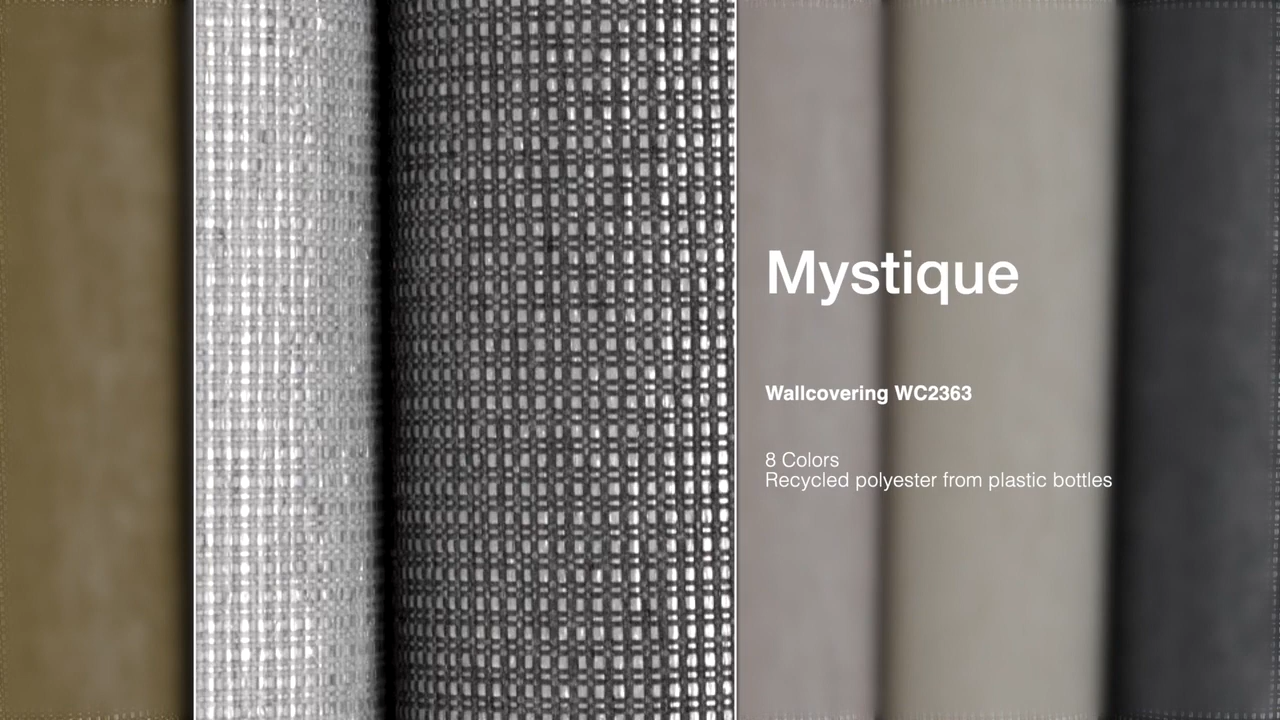 Mystique
Wallcovering WC2363
8 Colors
Recycled polyester from plastic bottles